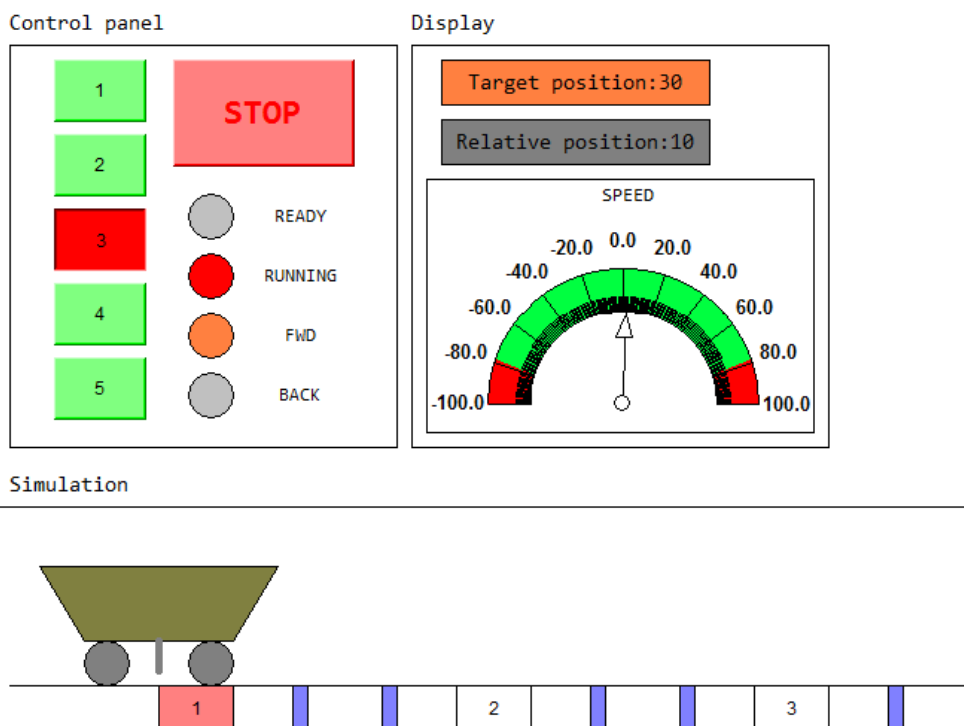 Control panel
Display
1
2
3
4
5
STOP
READY
RUNNING
FWD
BACK
Target position:30
Relative position:10
SPEED
-100.0
-80.0
-60.0
-40.0
-20.0
0.0
20.0
40.0
60.0
80.0
100.0
Simulation
1
2
3